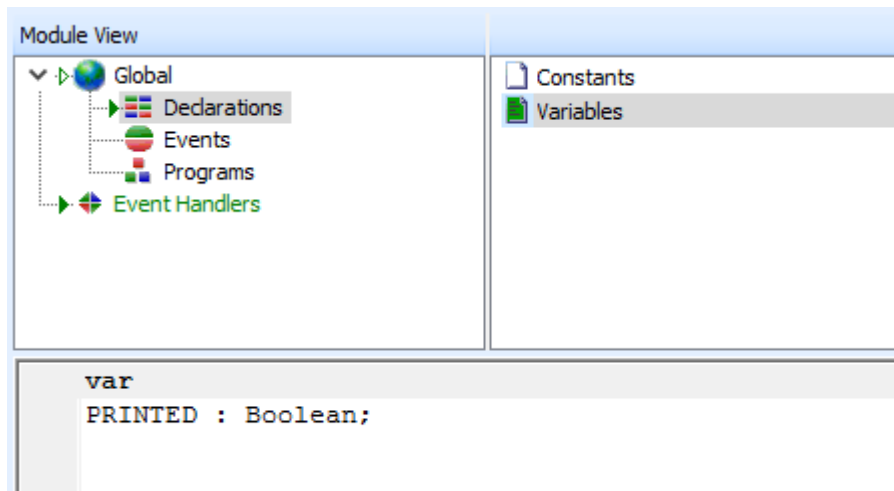 Module View
Global
Declarations
Events
Programs
Event Handlers
Constants
Variables
var
PRINTED : Boolean;